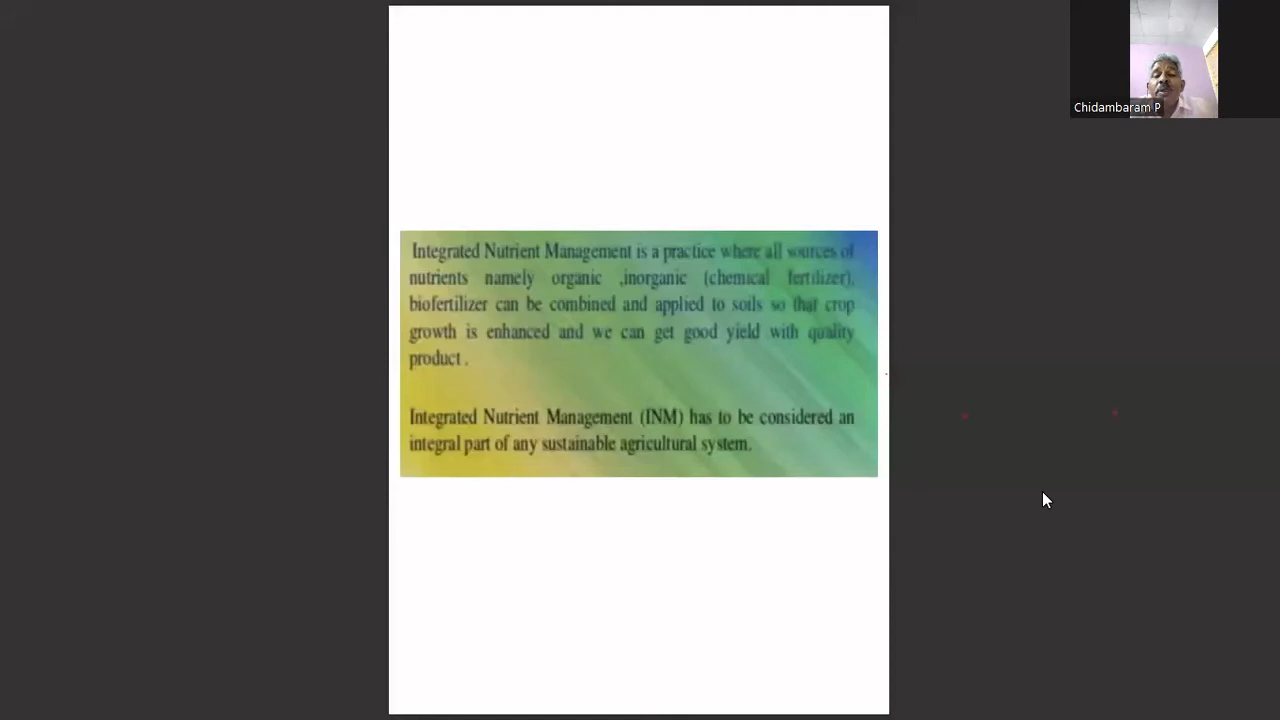 Chidambaram P
Integrated Nutrient Management is a practice where all sources of
nutrients namely organic ,inorganic (chemical fertilizer),
biofertilizer can be combined and applied to soils so that crop
growth is enhanced and we can get good yield with quality
product .
Integrated Nutrient Management (INM) has to be considered an
integral part of any sustainable agricultural system.